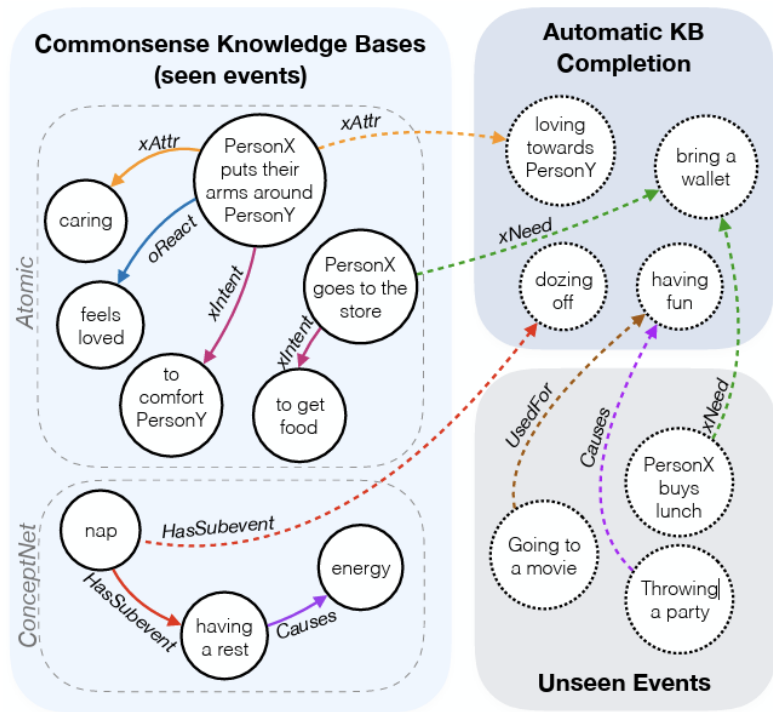 Commonsense Knowledge Bases
(seen events)
Automatic KB
Completion
Atomic
xAttr
PersonX
puts their
arms around
PersonY
xAttr
loving
towards
PersonY
bring a
wallet
caring
oReact
xIntent
xNeed
feels
loved
PersonX
goes to the
store
dozing
off
having
fun
xIntent
to
comfort
PersonY
to get
food
UsedFor
Causes
xNeed
ConceptNet
nap
HasSubevent
HasSubevent
having
a rest
Causes
energy
PersonX
buys
lunch
Going to
a movie
Throwing
a party
Unseen Events